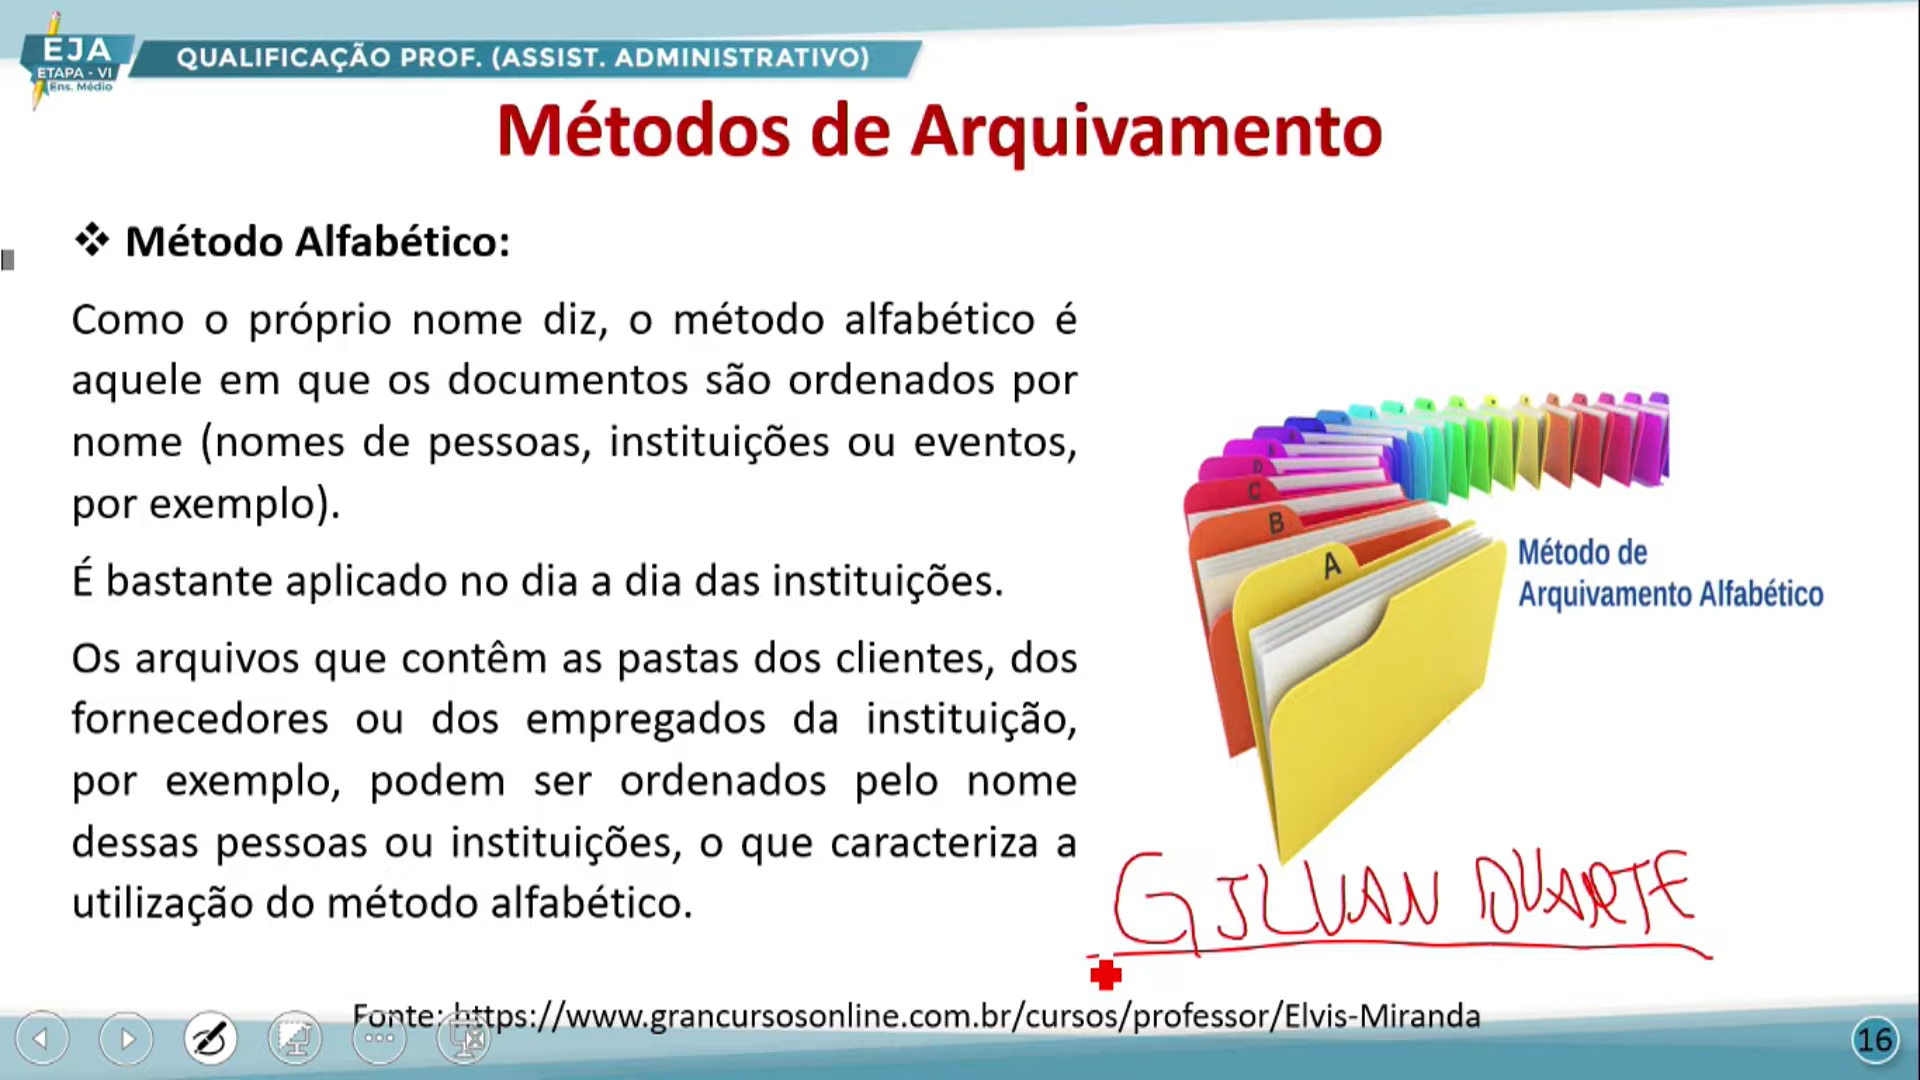 EJA
ETAPA - VI
Ens. Médio
QUALIFICAÇÃO PROF. (ASSIST. ADMINISTRATIVO)
Métodos de Arquivamento
❖ Método Alfabético:
Como o próprio nome diz, o método alfabético é
aquele em que os documentos são ordenados por
nome (nomes de pessoas, instituições ou eventos,
por exemplo).
É bastante aplicado no dia a dia das instituições.
Os arquivos que contêm as pastas dos clientes, dos
fornecedores ou dos empregados da instituição,
por exemplo, podem ser ordenados pelo nome
dessas pessoas ou instituições, o que caracteriza a
utilização do método alfabético.
D
C
B
A
Método de
Arquivamento Alfabético
GILVAN DUARTE
Fonte: https://www.grancursosonline.com.br/cursos/professor/Elvis-Miranda
16